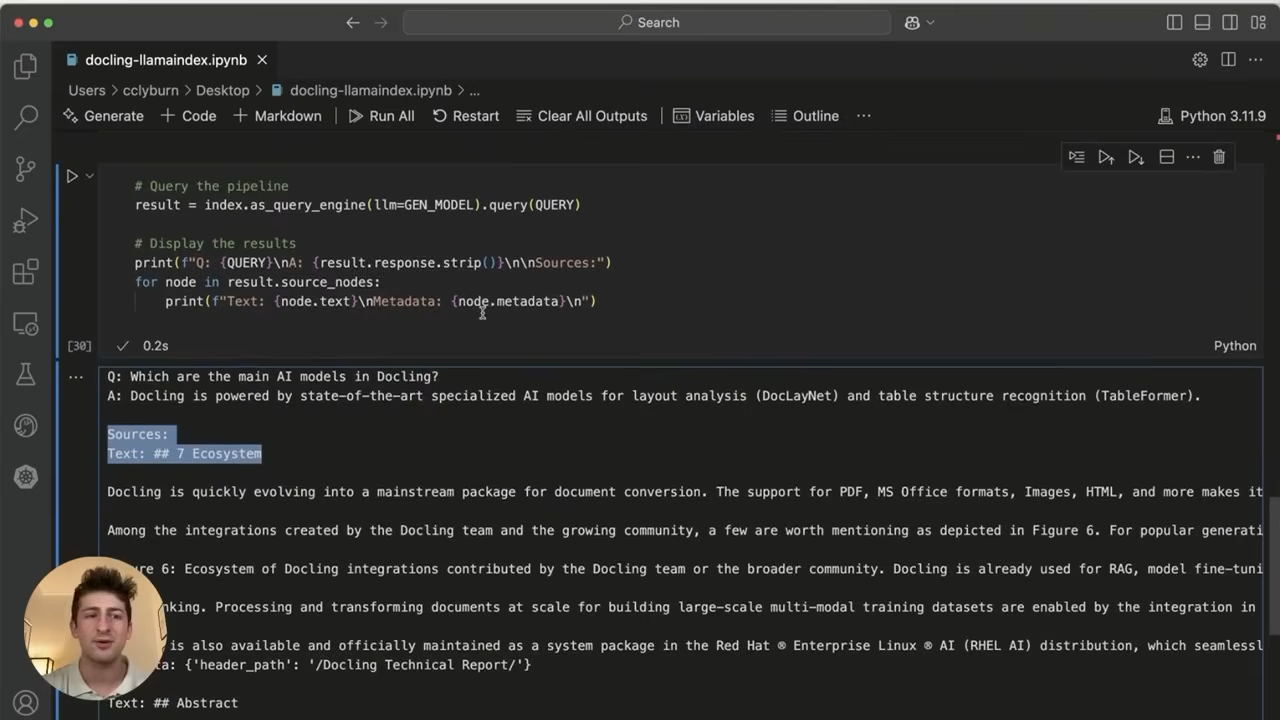 Search
docling-llamaindex.ipynb
Users > cclyburn > Desktop > docling-llamaindex.ipynb > ...
Generate + Code + Markdown Run All Restart Clear All Outputs Variables Outline ... Python 3.11.9
# Query the pipeline
result = index.as_query_engine(llm=GEN_MODEL).query(QUERY)
# Display the results
print(f"Q: {QUERY}\nA: {result.response.strip()}\n\nSources:")
for node in result.source_nodes:
print(f"Text: {node.text}\nMetadata: {node.metadata}\n")
[30] 0.2s Python
Q: Which are the main AI models in Docling?
A: Docling is powered by state-of-the-art specialized AI models for layout analysis (DocLayNet) and table structure recognition (TableFormer).
Sources:
Text: ## 7 Ecosystem
Docling is quickly evolving into a mainstream package for document conversion. The support for PDF, MS Office formats, Images, HTML, and more makes it
Among the integrations created by the Docling team and the growing community, a few are worth mentioning as depicted in Figure 6. For popular generati
6: Ecosystem of Docling integrations contributed by the Docling team or the broader community. Docling is already used for RAG, model fine-tuni
Processing and transforming documents at scale for building large-scale multi-modal training datasets are enabled by the integration in
is also available and officially maintained as a system package in the Red Hat ® Enterprise Linux ® AI (RHEL AI) distribution, which seamlessl
{'header_path': '/Docling Technical Report/'}
Text: ## Abstract